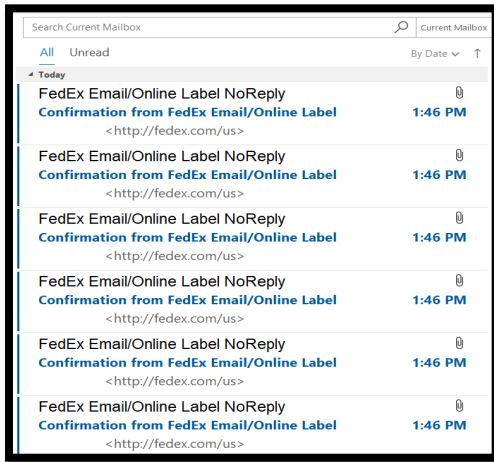 Search Current Mailbox Current Mailbox
All Unread By Date
Today
FedEx Email/Online Label NoReply
Confirmation from FedEx Email/Online Label 1:46 PM
<http://fedex.com/us>
FedEx Email/Online Label NoReply
Confirmation from FedEx Email/Online Label 1:46 PM
<http://fedex.com/us>
FedEx Email/Online Label NoReply
Confirmation from FedEx Email/Online Label 1:46 PM
<http://fedex.com/us>
FedEx Email/Online Label NoReply
Confirmation from FedEx Email/Online Label 1:46 PM
<http://fedex.com/us>
FedEx Email/Online Label NoReply
Confirmation from FedEx Email/Online Label 1:46 PM
<http://fedex.com/us>
FedEx Email/Online Label NoReply
Confirmation from FedEx Email/Online Label 1:46 PM
<http://fedex.com/us>